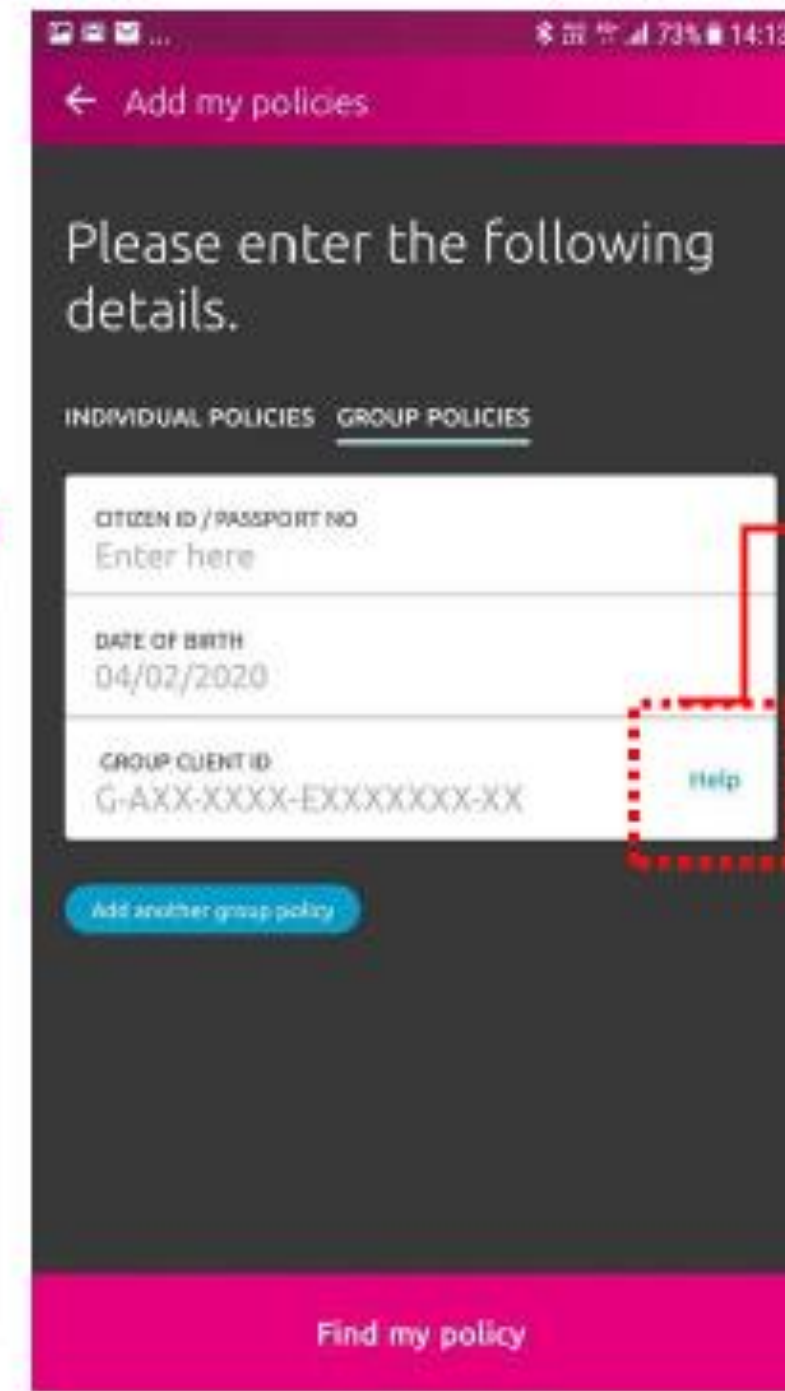 ... 73% 14:13
← Add my policies
Please enter the following
details.
INDIVIDUAL POLICIES GROUP POLICIES
CITIZEN ID / PASSPORT NO
Enter here
DATE OF BIRTH
04/02/2020
GROUP CLIENT ID
G-AXX-XXXX-EXXXXXXX-XX
Help
Add another group policy
Find my policy